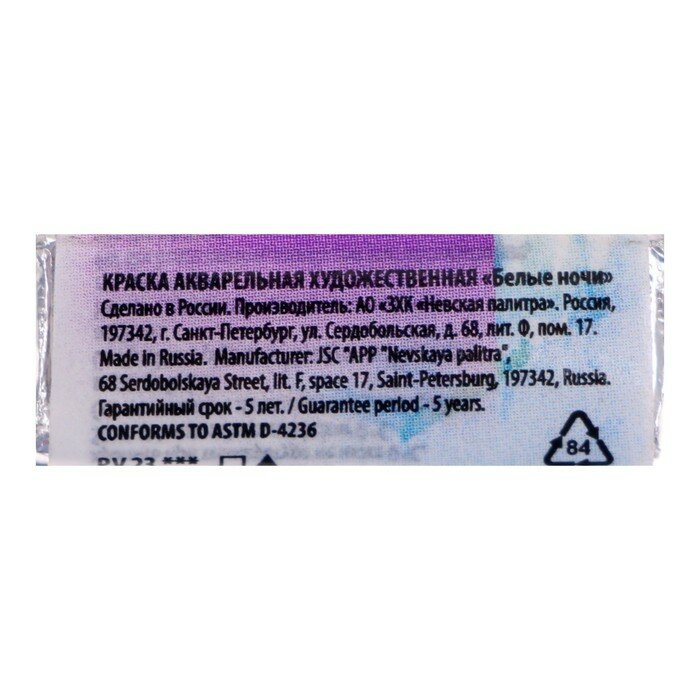 КРАСКА АКВАРЕЛЬНАЯ ХУДОЖЕСТВЕННАЯ «Белые ночи»
Сделано в России. Производитель: АО «ЗХК «Невская палитра». Россия,
197342, г. Санкт-Петербург, ул. Сердобольская, д. 68, лит. Ф, пом. 17.
Made in Russia. Manufacturer: JSC "APP "Nevskaya palitra",
68 Serdobolskaya Street, lit. F, space 17, Saint-Petersburg, 197342, Russia.
Гарантийный срок - 5 лет. / Guarantee period - 5 years.
CONFORMS TO ASTM D-4236
84
PV 23 ***